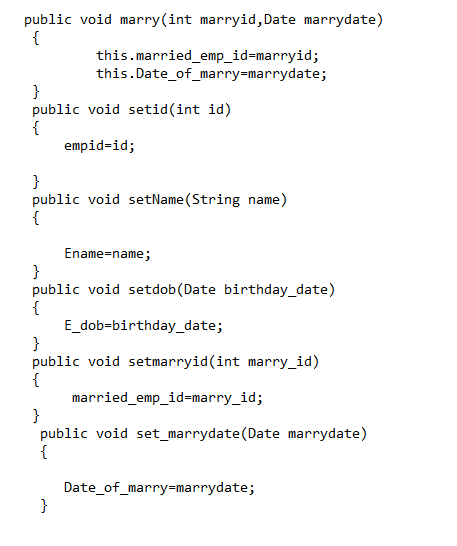 public void marry(int marryid,Date marrydate)
{
this.married_emp_id=marryid;
this.Date_of_marry=marrydate;
}
public void setid(int id)
{
empid=id;
}
public void setName(String name)
{
Ename=name;
}
public void setdob(Date birthday_date)
{
E_dob=birthday_date;
}
public void setmarryid(int marry_id)
{
married_emp_id=marry_id;
}
public void set_marrydate(Date marrydate)
{
Date_of_marry=marrydate;
}